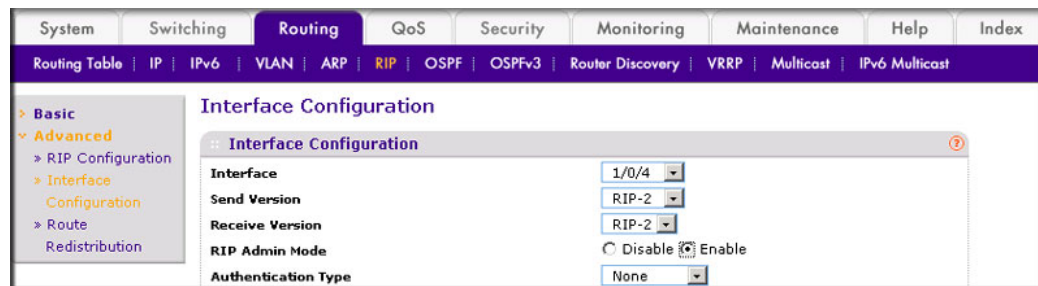 System Switching Routing QoS Security Monitoring Maintenance Help Index
Routing Table | IP | IPv6 | VLAN | ARP | RIP | OSPF | OSPFv3 | Router Discovery | VRRP | Multicast | IPv6 Multicast
Basic
Advanced
» RIP Configuration
» Interface
Configuration
» Route
Redistribution
Interface Configuration
Interface Configuration ?
Interface 1/0/4
Send Version RIP-2
Receive Version RIP-2
RIP Admin Mode Disable Enable
Authentication Type None